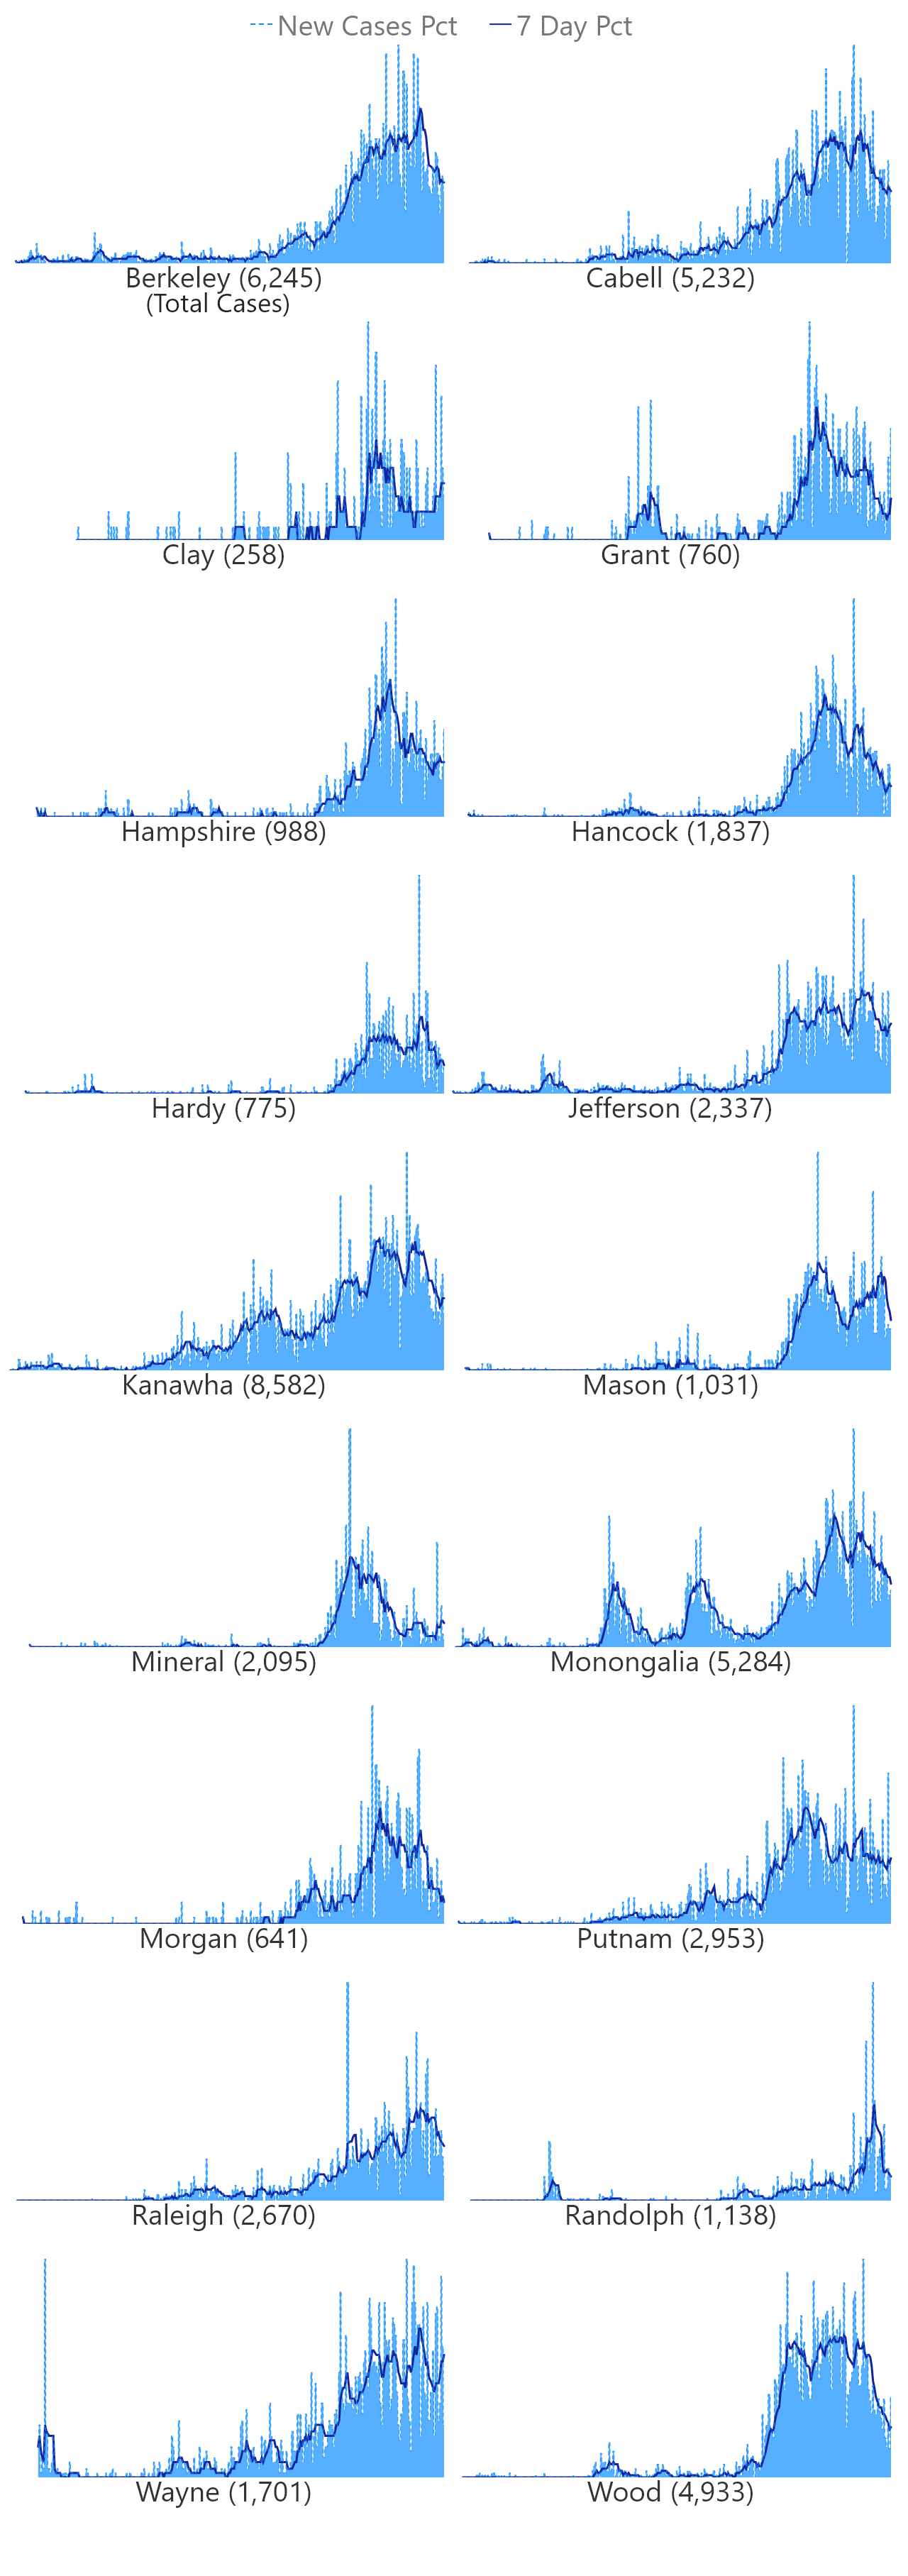 New Cases Pct 7 Day Pct
Berkeley (6,245) Cabell (5,232)
(Total Cases)
Clay (258) Grant (760)
Hampshire (988) Hancock (1,837)
Hardy (775) Jefferson (2,337)
Kanawha (8,582) Mason (1,031)
Mineral (2,095) Monongalia (5,284)
Morgan (641) Putnam (2,953)
Raleigh (2,670) Randolph (1,138)
Wayne (1,701) Wood (4,933)